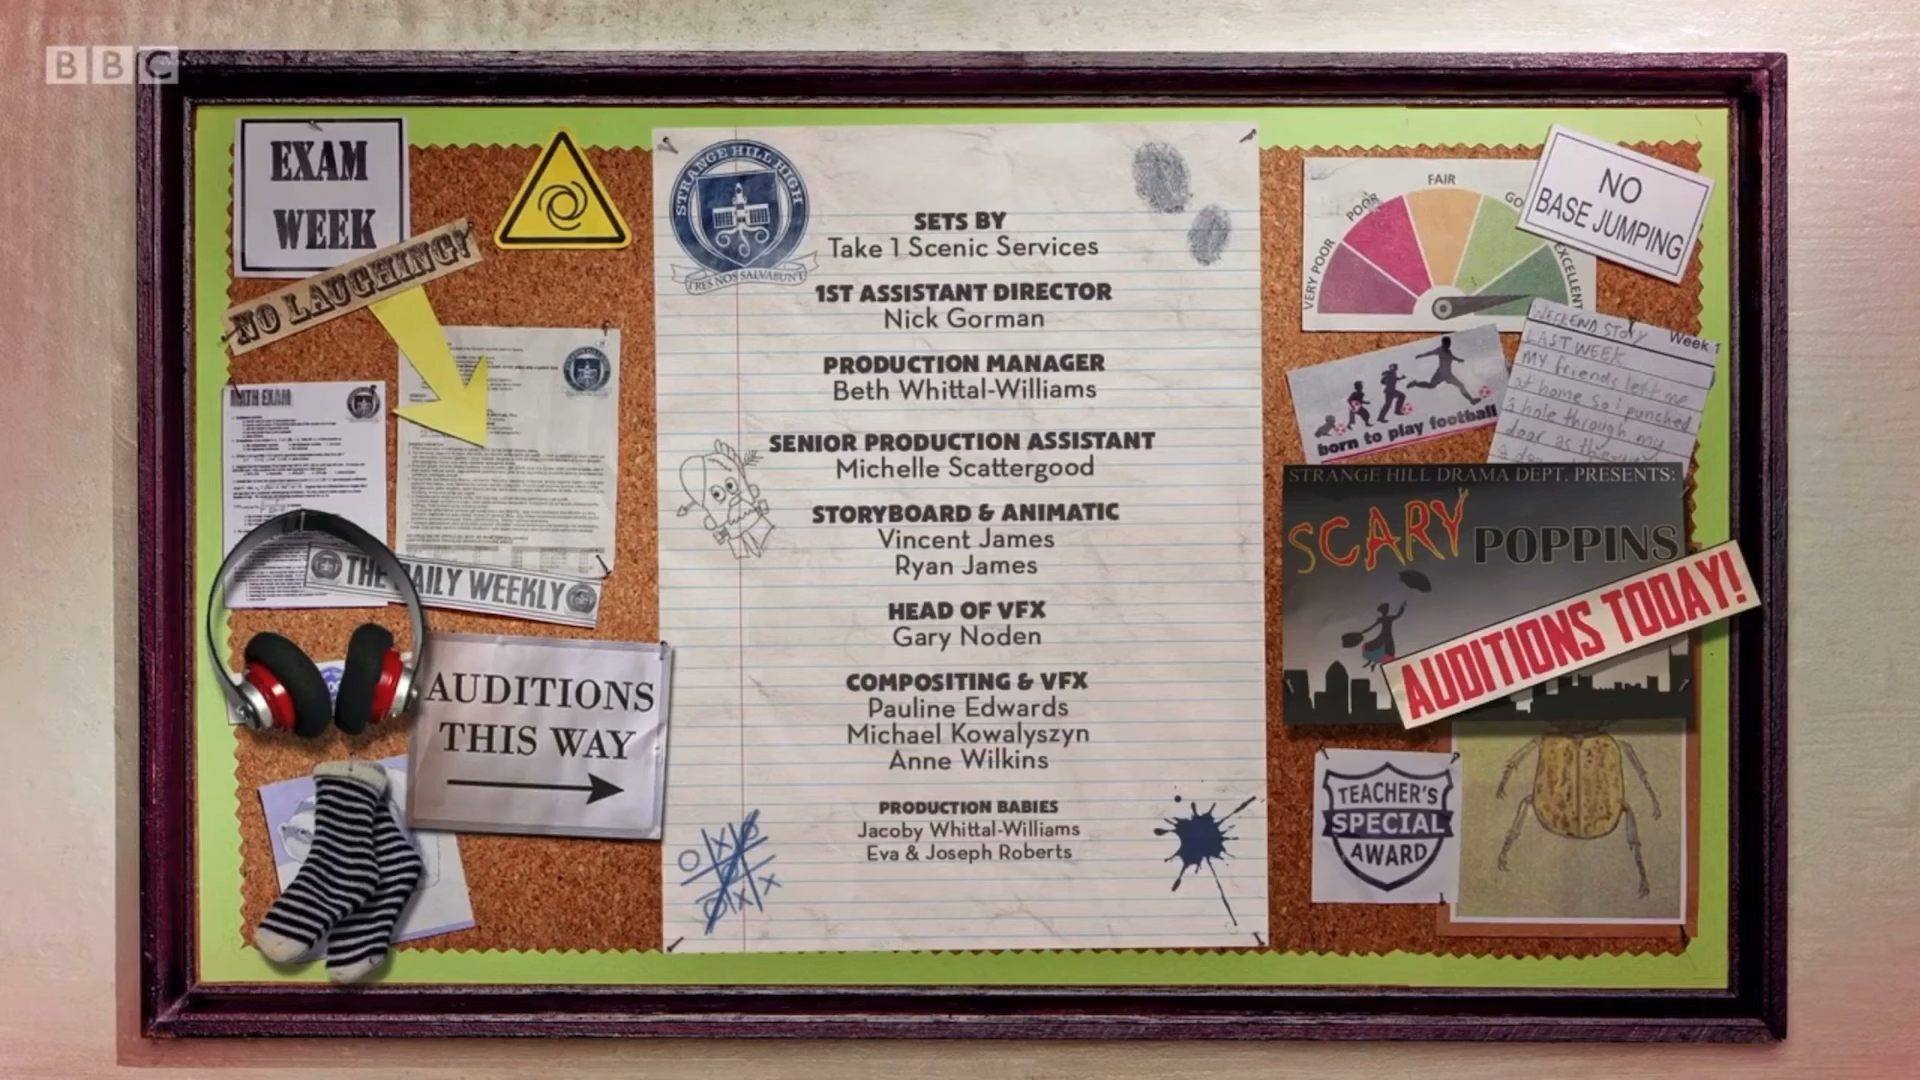 BBC
EXAM
WEEK
NO LAUGHING!
MATH EXAM
THE DAILY WEEKLY
AUDITIONS
THIS WAY
STRANGE HILL HIGH
TRES NOS SALVABUNT
SETS BY
Take 1 Scenic Services
1ST ASSISTANT DIRECTOR
Nick Gorman
PRODUCTION MANAGER
Beth Whittal-Williams
SENIOR PRODUCTION ASSISTANT
Michelle Scattergood
STORYBOARD & ANIMATIC
Vincent James
Ryan James
HEAD OF VFX
Gary Noden
COMPOSITING & VFX
Pauline Edwards
Michael Kowalyszyn
Anne Wilkins
PRODUCTION BABIES
Jacoby Whittal-Williams
Eva & Joseph Roberts
VERY POOR
POOR
FAIR
GO
EXCELLENT
NO
BASE JUMPING
WEEKEND STORY
Week 1
LAST WEEK
my friends left me
at home so i punched
a hole through my
door as
born to play football
STRANGE HILL DRAMA DEPT. PRESENTS:
SCARY POPPINS
AUDITIONS TODAY!
TEACHER'S
SPECIAL
AWARD